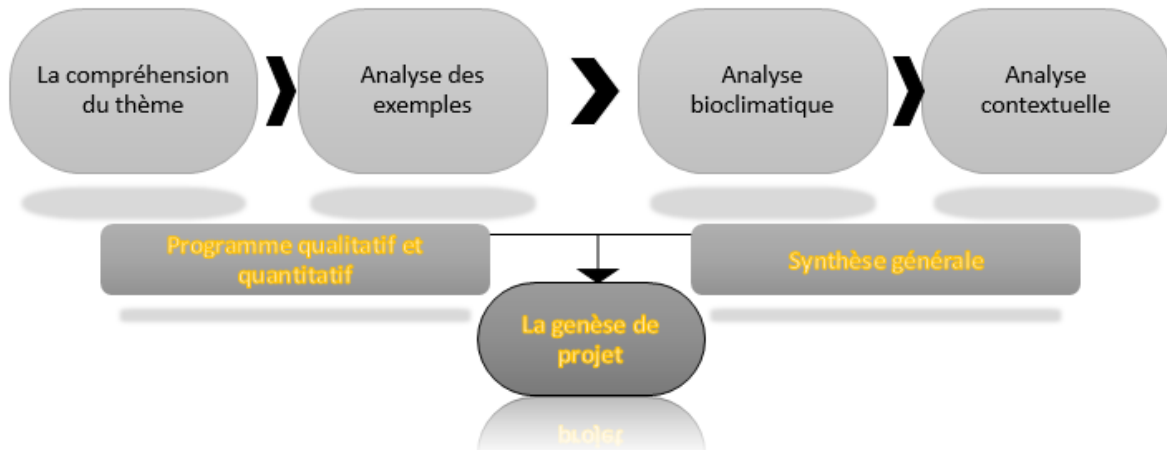 La compréhension
du thème
Analyse des
exemples
Analyse
bioclimatique
Analyse
contextuelle
Programme qualitatif et
quantitatif
Synthèse générale
La genèse de
projet